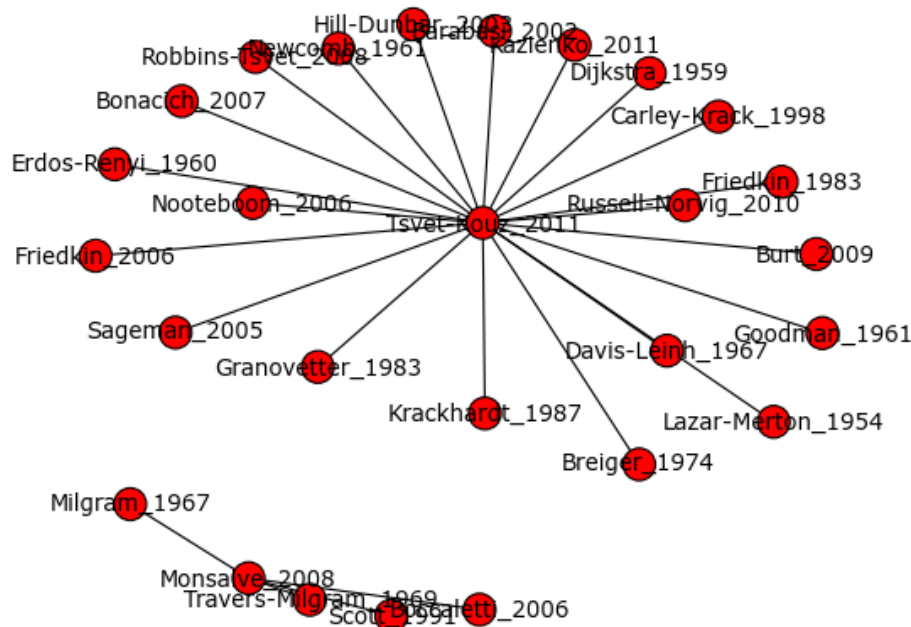 Hill-Dunbar_2003
Barabasi_2002
Newcomb_1961
Kazienko_2011
Robbins-Tsvet_2008
Dijkstra_1959
Bonacich_2007
Carley-Krack_1998
Erdos-Renyi_1960
Friedkin_1983
Nooteboom_2006
Russell-Norvig_2010
Tsvet-Kouz_2011
Friedkin_2006
Burt_2009
Sageman_2005
Goodman_1961
Davis-Leinh_1967
Granovetter_1983
Krackhardt_1987
Lazar-Merton_1954
Breiger_1974
Milgram_1967
Monsalve_2008
Travers-Milgram_1969
Scott_1991
Boccaletti_2006